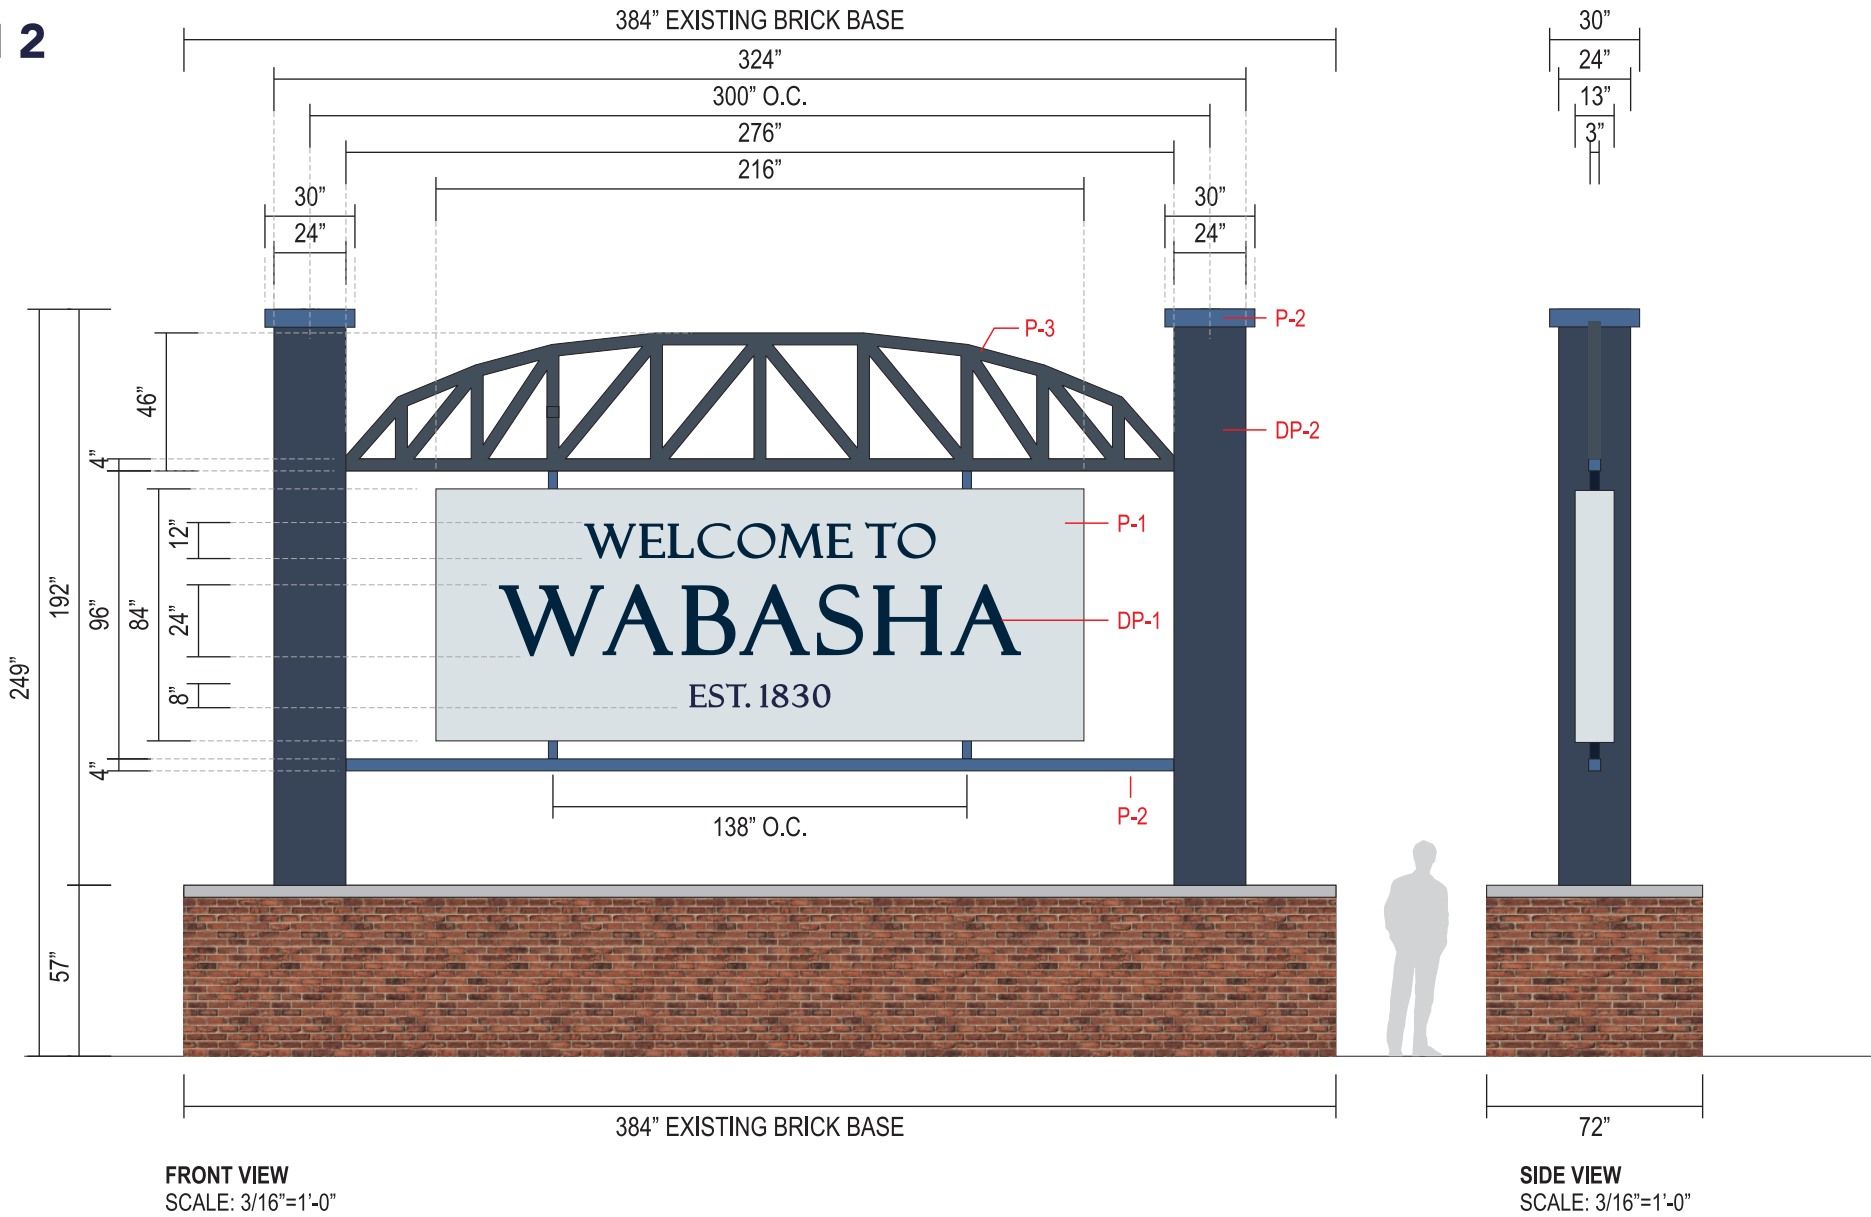 2
384” EXISTING BRICK BASE
324”
300” O.C.
276”
216”
30”
24”
30”
24”
30”
24”
13”
3”
P-3
P-2
DP-2
P-1
DP-1
P-2
46”
4”
12”
24”
8”
84”
96”
4”
192”
249”
57”
WELCOME TO
WABASHA
EST. 1830
138” O.C.
384” EXISTING BRICK BASE
72”
FRONT VIEW
SCALE: 3/16”=1’-0”
SIDE VIEW
SCALE: 3/16”=1’-0”